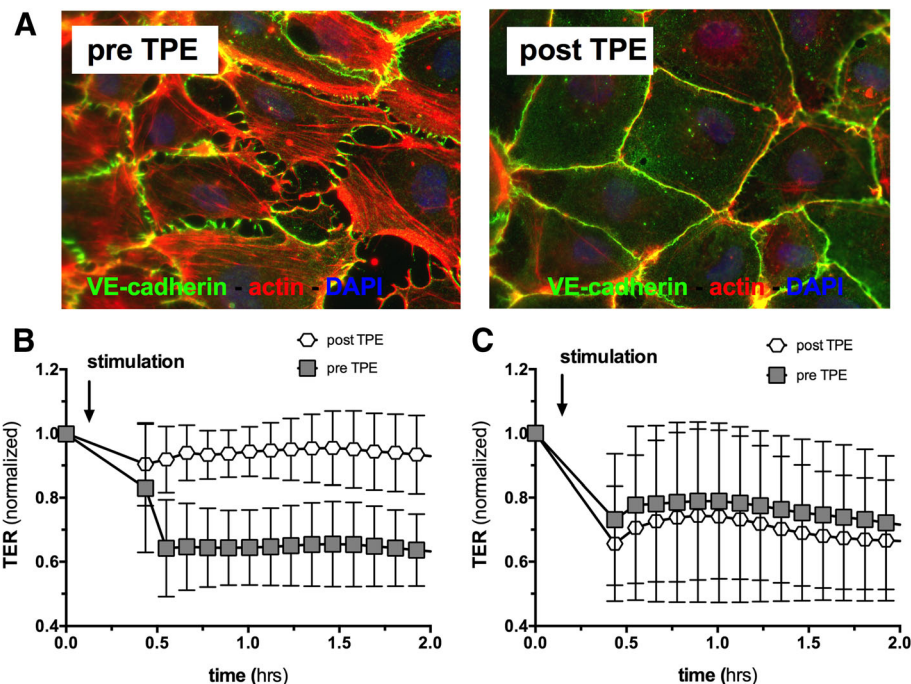 A
pre TPE
VE-cadherin - actin - DAPI
post TPE
VE-cadherin - actin - DAPI
B
stimulation
post TPE
pre TPE
1.2
1.0
0.8
0.6
0.4
TER (normalized)
0.0 0.5 1.0 1.5 2.0
time (hrs)
C
stimulation
post TPE
pre TPE
1.2
1.0
0.8
0.6
0.4
TER (normalized)
0.0 0.5 1.0 1.5 2.0
time (hrs)